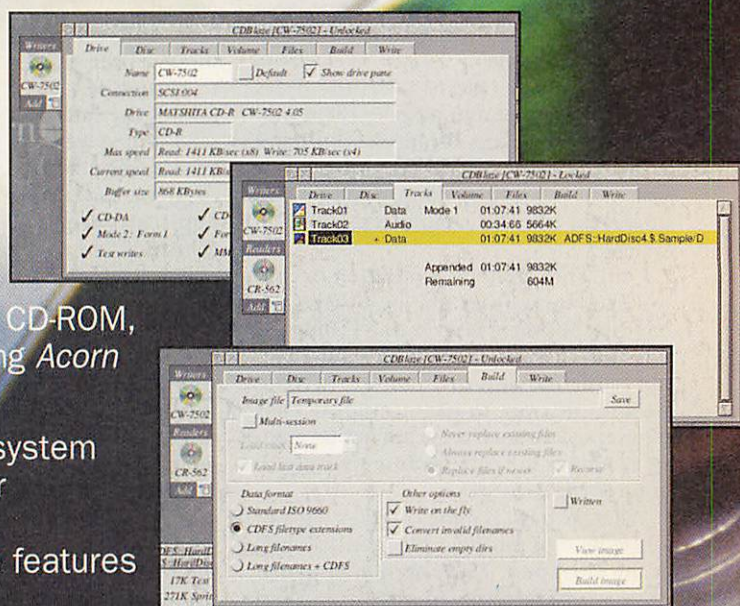 CDBlaze [CW-7502] - Unlocked
Writers
CW-7502
Add
Drive Disc Tracks Volume Files Build Write
Name CW-7502 Default Show drive pane
Connection SCSI 004
Drive MATSHITA CD-R CW-7502 4.05
Type CD-R
Max speed Read: 1411 KB/sec (x8) Write: 705 KB/sec (x4)
Current speed Read: 1411
Buffer size 868 KBytes
CD-DA
Mode 2: Form 1
Test writes
CDBlaze [CW-7502] - Locked
Writers
CW-7502
Readers
CR-562
Add
Drive Disc Tracks Volume Files Build Write
Track01 Data Mode 1 01:07:41 9832K
Track02 Audio 00:34:66 5664K
Track03 + Data 01:07:41 9832K ADFS::HardDisc4.$.Sample/D
Appended 01:07:41 9832K
Remaining 604M
CD-ROM,
ng Acorn
system
r
features
CDBlaze [CW-7502] - Unlocked
Writers
CW-7502
Readers
CR-562
Add
Drive Disc Tracks Volume Files Build Write
Image file Temporary file Save
Multi-session
None
Load last data track
Never replace existing files
Always replace existing files
Replace files if newer Recurse
Data format
Standard ISO 9660
CDFS filetype extensions
Long filenames
Long filenames + CDFS
Other options
Write on the fly
Convert invalid filenames
Eliminate empty dirs
Written
View image
Build image
17K Text
271K